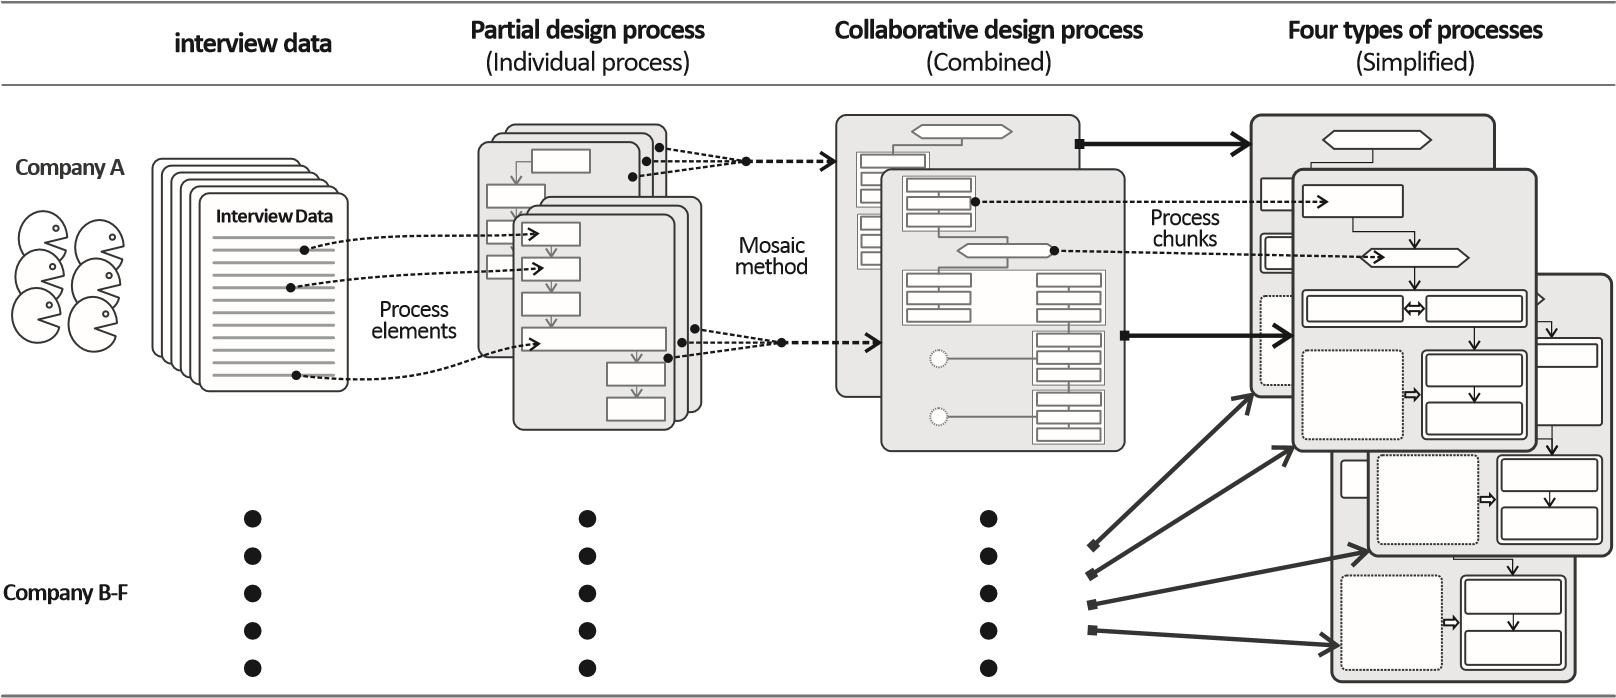 interview data
Partial design process
(Individual process)
Collaborative design process
(Combined)
Four types of processes
(Simplified)
Company A
Interview Data
Process
elements
Mosaic
method
Process
chunks
Company B-F